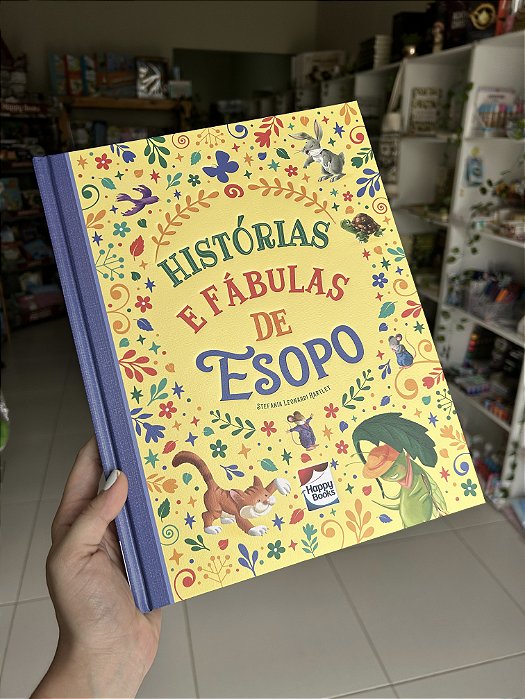 HISTÓRIAS
E FÁBULAS
DE
ESOPO
STEFANIA LEONARDI HARTLEY
Happy
Books